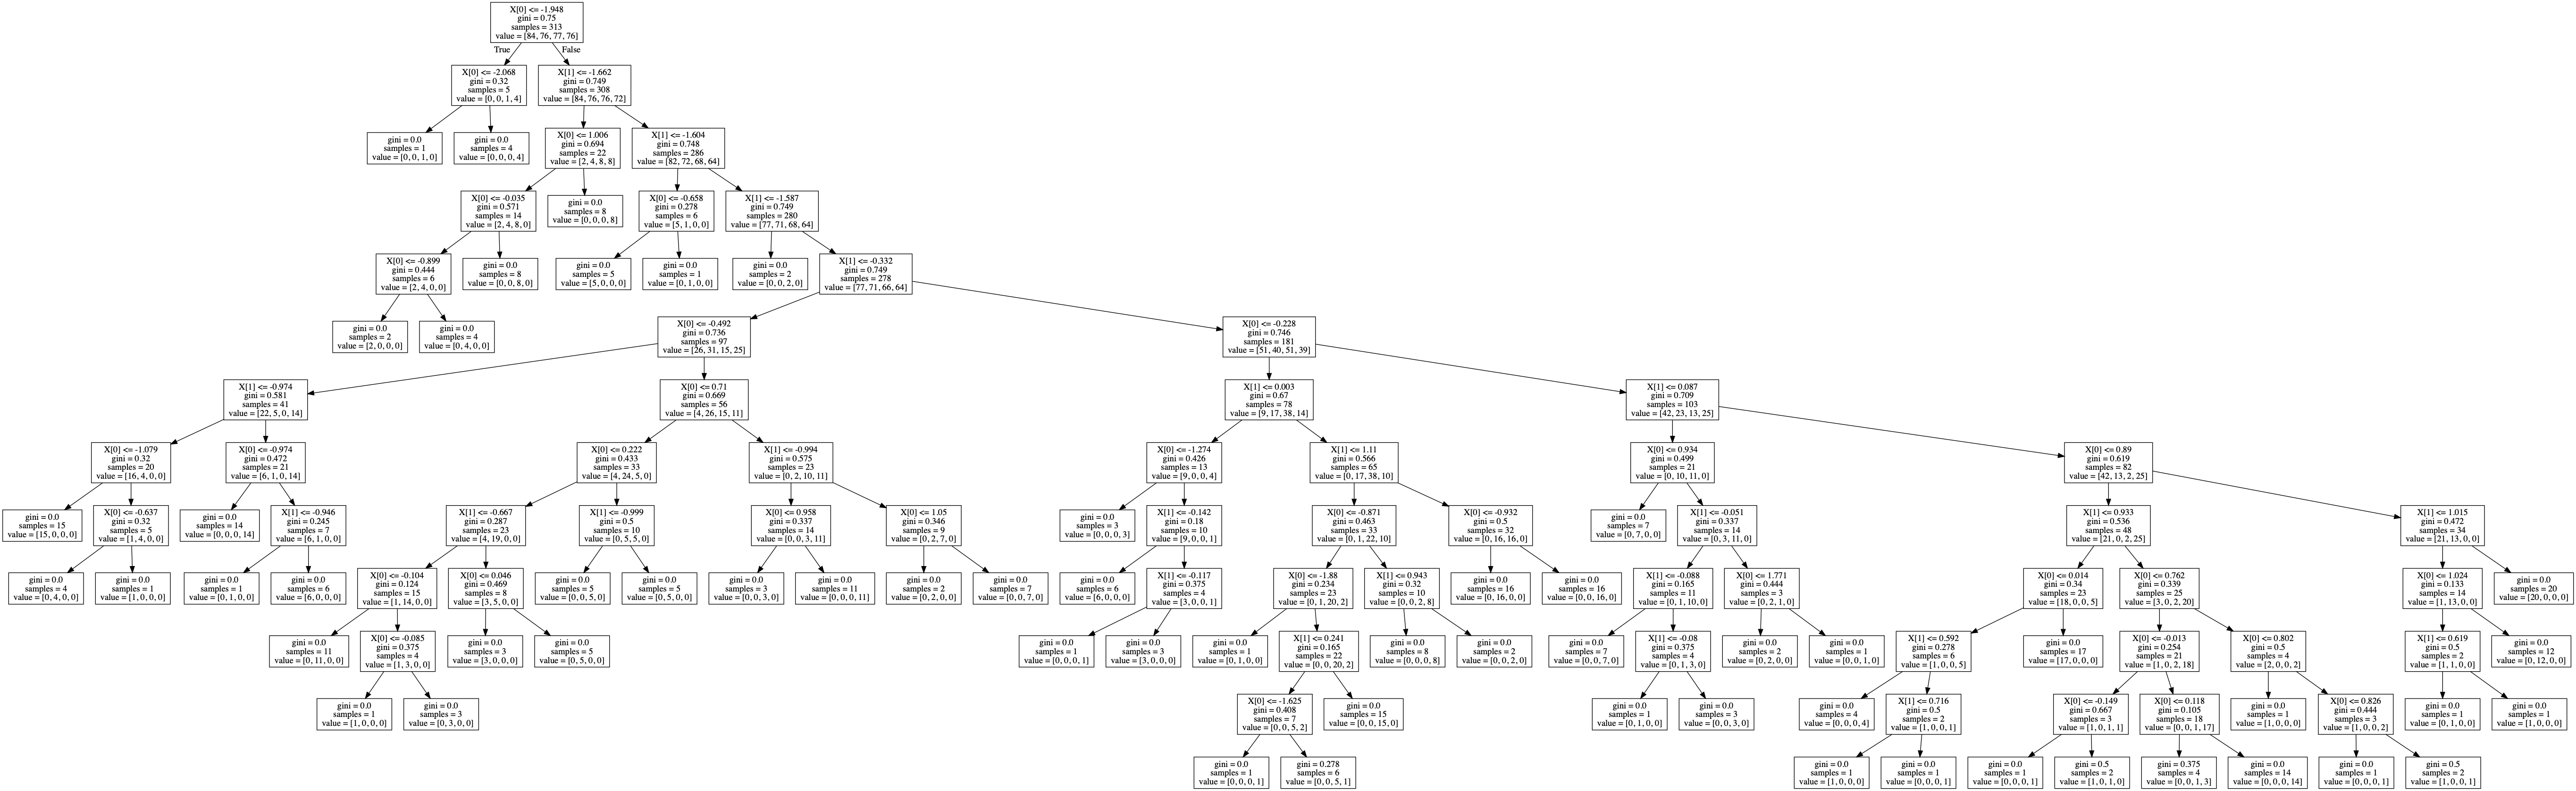 X[0] <= -1.948
gini = 0.75
samples = 313
value = [84, 76, 77, 76]
True
False
X[0] <= -2.068
gini = 0.32
samples = 5
value = [0, 0, 1, 4]
X[1] <= -1.662
gini = 0.749
samples = 308
value = [84, 76, 76, 72]
gini = 0.0
samples = 1
value = [0, 0, 1, 0]
gini = 0.0
samples = 4
value = [0, 0, 0, 4]
X[0] <= 1.006
gini = 0.694
samples = 22
value = [2, 4, 8, 8]
X[1] <= -1.604
gini = 0.748
samples = 286
value = [82, 72, 68, 64]
X[0] <= -0.035
gini = 0.571
samples = 14
value = [2, 4, 8, 0]
gini = 0.0
samples = 8
value = [0, 0, 0, 8]
X[0] <= -0.658
gini = 0.278
samples = 6
value = [5, 1, 0, 0]
X[1] <= -1.587
gini = 0.749
samples = 280
value = [77, 71, 68, 64]
X[0] <= -0.899
gini = 0.444
samples = 6
value = [2, 4, 0, 0]
gini = 0.0
samples = 8
value = [0, 0, 8, 0]
gini = 0.0
samples = 5
value = [5, 0, 0, 0]
gini = 0.0
samples = 1
value = [0, 1, 0, 0]
gini = 0.0
samples = 2
value = [0, 0, 2, 0]
X[1] <= -0.332
gini = 0.749
samples = 278
value = [77, 71, 66, 64]
gini = 0.0
samples = 2
value = [2, 0, 0, 0]
gini = 0.0
samples = 4
value = [0, 4, 0, 0]
X[0] <= -0.492
gini = 0.736
samples = 97
value = [26, 31, 15, 25]
X[0] <= -0.228
gini = 0.746
samples = 181
value = [51, 40, 51, 39]
X[1] <= -0.974
gini = 0.581
samples = 41
value = [22, 5, 0, 14]
X[0] <= 0.71
gini = 0.669
samples = 56
value = [4, 26, 15, 11]
X[1] <= 0.003
gini = 0.67
samples = 78
value = [9, 17, 38, 14]
X[1] <= 0.087
gini = 0.709
samples = 103
value = [42, 23, 13, 25]
X[0] <= -1.079
gini = 0.32
samples = 20
value = [16, 4, 0, 0]
X[0] <= -0.974
gini = 0.472
samples = 21
value = [6, 1, 0, 14]
X[0] <= 0.222
gini = 0.433
samples = 33
value = [4, 24, 5, 0]
X[1] <= -0.994
gini = 0.575
samples = 23
value = [0, 2, 10, 11]
X[0] <= -1.274
gini = 0.426
samples = 13
value = [9, 0, 0, 4]
X[1] <= 1.11
gini = 0.566
samples = 65
value = [0, 17, 38, 10]
X[0] <= 0.934
gini = 0.499
samples = 21
value = [0, 10, 11, 0]
X[0] <= 0.89
gini = 0.619
samples = 82
value = [42, 13, 2, 25]
gini = 0.0
samples = 15
value = [15, 0, 0, 0]
X[0] <= -0.637
gini = 0.32
samples = 5
value = [1, 4, 0, 0]
gini = 0.0
samples = 14
value = [0, 0, 0, 14]
X[1] <= -0.946
gini = 0.245
samples = 7
value = [6, 1, 0, 0]
X[1] <= -0.667
gini = 0.287
samples = 23
value = [4, 19, 0, 0]
X[1] <= -0.999
gini = 0.5
samples = 10
value = [0, 5, 5, 0]
X[0] <= 0.958
gini = 0.337
samples = 14
value = [0, 0, 3, 11]
X[0] <= 1.05
gini = 0.346
samples = 9
value = [0, 2, 7, 0]
gini = 0.0
samples = 3
value = [0, 0, 0, 3]
X[1] <= -0.142
gini = 0.18
samples = 10
value = [9, 0, 0, 1]
X[0] <= -0.871
gini = 0.463
samples = 33
value = [0, 1, 22, 10]
X[0] <= -0.932
gini = 0.5
samples = 32
value = [0, 16, 16, 0]
gini = 0.0
samples = 7
value = [0, 7, 0, 0]
X[1] <= -0.051
gini = 0.337
samples = 14
value = [0, 3, 11, 0]
X[1] <= 0.933
gini = 0.536
samples = 48
value = [21, 0, 2, 25]
X[1] <= 1.015
gini = 0.472
samples = 34
value = [21, 13, 0, 0]
gini = 0.0
samples = 4
value = [0, 4, 0, 0]
gini = 0.0
samples = 1
value = [1, 0, 0, 0]
gini = 0.0
samples = 1
value = [0, 1, 0, 0]
gini = 0.0
samples = 6
value = [6, 0, 0, 0]
X[0] <= -0.104
gini = 0.124
samples = 15
value = [1, 14, 0, 0]
X[0] <= 0.046
gini = 0.469
samples = 8
value = [3, 5, 0, 0]
gini = 0.0
samples = 5
value = [0, 0, 5, 0]
gini = 0.0
samples = 5
value = [0, 5, 0, 0]
gini = 0.0
samples = 3
value = [0, 0, 3, 0]
gini = 0.0
samples = 11
value = [0, 0, 0, 11]
gini = 0.0
samples = 2
value = [0, 2, 0, 0]
gini = 0.0
samples = 7
value = [0, 0, 7, 0]
gini = 0.0
samples = 6
value = [6, 0, 0, 0]
X[1] <= -0.117
gini = 0.375
samples = 4
value = [3, 0, 0, 1]
X[0] <= -1.88
gini = 0.234
samples = 23
value = [0, 1, 20, 2]
X[1] <= 0.943
gini = 0.32
samples = 10
value = [0, 0, 2, 8]
gini = 0.0
samples = 16
value = [0, 16, 0, 0]
gini = 0.0
samples = 16
value = [0, 0, 16, 0]
X[1] <= -0.088
gini = 0.165
samples = 11
value = [0, 1, 10, 0]
X[0] <= 1.771
gini = 0.444
samples = 3
value = [0, 2, 1, 0]
X[0] <= 0.014
gini = 0.34
samples = 23
value = [18, 0, 0, 5]
X[0] <= 0.762
gini = 0.339
samples = 25
value = [3, 0, 2, 20]
X[0] <= 1.024
gini = 0.133
samples = 14
value = [1, 13, 0, 0]
gini = 0.0
samples = 20
value = [20, 0, 0, 0]
gini = 0.0
samples = 11
value = [0, 11, 0, 0]
X[0] <= -0.085
gini = 0.375
samples = 4
value = [1, 3, 0, 0]
gini = 0.0
samples = 3
value = [3, 0, 0, 0]
gini = 0.0
samples = 5
value = [0, 5, 0, 0]
gini = 0.0
samples = 1
value = [0, 0, 0, 1]
gini = 0.0
samples = 3
value = [3, 0, 0, 0]
gini = 0.0
samples = 1
value = [0, 1, 0, 0]
X[1] <= 0.241
gini = 0.165
samples = 22
value = [0, 0, 20, 2]
gini = 0.0
samples = 8
value = [0, 0, 0, 8]
gini = 0.0
samples = 2
value = [0, 0, 2, 0]
gini = 0.0
samples = 7
value = [0, 0, 7, 0]
X[1] <= -0.08
gini = 0.375
samples = 4
value = [0, 1, 3, 0]
gini = 0.0
samples = 2
value = [0, 2, 0, 0]
gini = 0.0
samples = 1
value = [0, 0, 1, 0]
X[1] <= 0.592
gini = 0.278
samples = 6
value = [1, 0, 0, 5]
gini = 0.0
samples = 17
value = [17, 0, 0, 0]
X[0] <= -0.013
gini = 0.254
samples = 21
value = [1, 0, 2, 18]
X[0] <= 0.802
gini = 0.5
samples = 4
value = [2, 0, 0, 2]
X[1] <= 0.619
gini = 0.5
samples = 2
value = [1, 1, 0, 0]
gini = 0.0
samples = 12
value = [0, 12, 0, 0]
gini = 0.0
samples = 1
value = [1, 0, 0, 0]
gini = 0.0
samples = 3
value = [0, 3, 0, 0]
X[0] <= -1.625
gini = 0.408
samples = 7
value = [0, 0, 5, 2]
gini = 0.0
samples = 15
value = [0, 0, 15, 0]
gini = 0.0
samples = 1
value = [0, 1, 0, 0]
gini = 0.0
samples = 3
value = [0, 0, 3, 0]
gini = 0.0
samples = 4
value = [0, 0, 0, 4]
X[1] <= 0.716
gini = 0.5
samples = 2
value = [1, 0, 0, 1]
X[0] <= -0.149
gini = 0.667
samples = 3
value = [1, 0, 1, 1]
X[0] <= 0.118
gini = 0.105
samples = 18
value = [0, 0, 1, 17]
gini = 0.0
samples = 1
value = [1, 0, 0, 0]
X[0] <= 0.826
gini = 0.444
samples = 3
value = [1, 0, 0, 2]
gini = 0.0
samples = 1
value = [0, 1, 0, 0]
gini = 0.0
samples = 1
value = [1, 0, 0, 0]
gini = 0.0
samples = 1
value = [0, 0, 0, 1]
gini = 0.278
samples = 6
value = [0, 0, 5, 1]
gini = 0.0
samples = 1
value = [1, 0, 0, 0]
gini = 0.0
samples = 1
value = [0, 0, 0, 1]
gini = 0.0
samples = 1
value = [0, 0, 0, 1]
gini = 0.5
samples = 2
value = [1, 0, 1, 0]
gini = 0.375
samples = 4
value = [0, 0, 1, 3]
gini = 0.0
samples = 14
value = [0, 0, 0, 14]
gini = 0.0
samples = 1
value = [0, 0, 0, 1]
gini = 0.5
samples = 2
value = [1, 0, 0, 1]